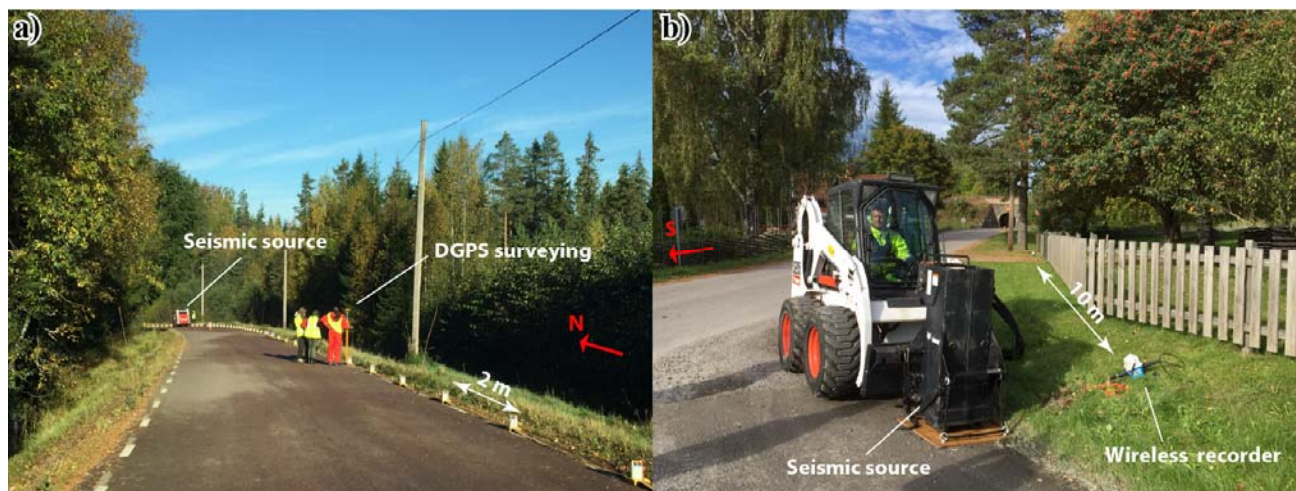 a)
Seismic source
DGPS surveying
N
2 m
b)
S
10 m
Seismic source
Wireless recorder